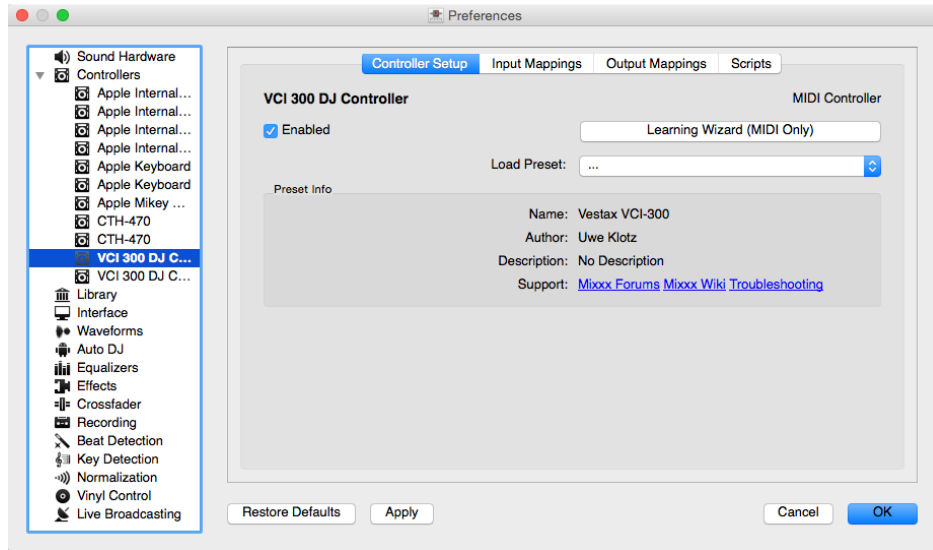 Preferences
Sound Hardware
Controllers
Apple Internal...
Apple Internal...
Apple Internal...
Apple Internal...
Apple Keyboard
Apple Keyboard
Apple Mikey ...
CTH-470
CTH-470
VCI 300 DJ C...
VCI 300 DJ C...
Library
Interface
Waveforms
Auto DJ
Equalizers
Effects
Crossfader
Recording
Beat Detection
Key Detection
Normalization
Vinyl Control
Live Broadcasting
Controller Setup Input Mappings Output Mappings Scripts
VCI 300 DJ Controller MIDI Controller
Enabled Learning Wizard (MIDI Only)
Load Preset: ...
Preset Info
Name: Vestax VCI-300
Author: Uwe Klotz
Description: No Description
Support: Mixxx Forums Mixxx Wiki Troubleshooting
Restore Defaults Apply Cancel OK